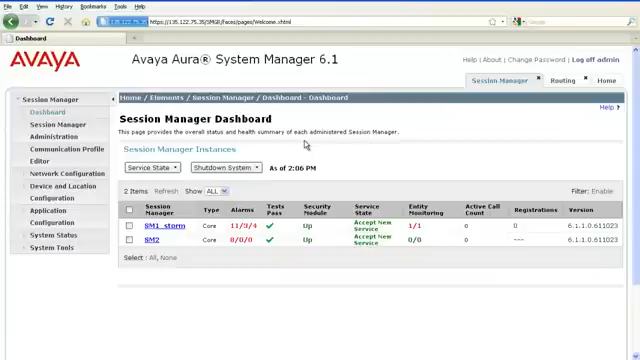 File Edit View History Bookmarks Tools Help
135.122.75.35 https://135.122.75.35/SMGR/faces/pages/Welcome.xhtml
Dashboard
AVAYA
Avaya Aura® System Manager 6.1
Help | About | Change Password | Log off admin
Session Manager Routing Home
Session Manager
Dashboard
Session Manager
Administration
Communication Profile
Editor
Network Configuration
Device and Location
Configuration
Application
Configuration
System Status
System Tools
Home / Elements / Session Manager / Dashboard - Dashboard
Help ?
Session Manager Dashboard
This page provides the overall status and health summary of each administered Session Manager.
Session Manager Instances
Service State Shutdown System As of 2:06 PM
2 Items Refresh Show ALL Filter: Enable
Session Manager Type Alarms Tests Pass Security Module Service State Entity Monitoring Active Call Count Registrations Version
SM1_storm Core 11/3/4 Up Accept New Service 1/1 0 0 6.1.1.0.611023
SM2 Core 0/0/0 Up Accept New Service 0/0 0 --- 6.1.1.0.611023
Select : All, None